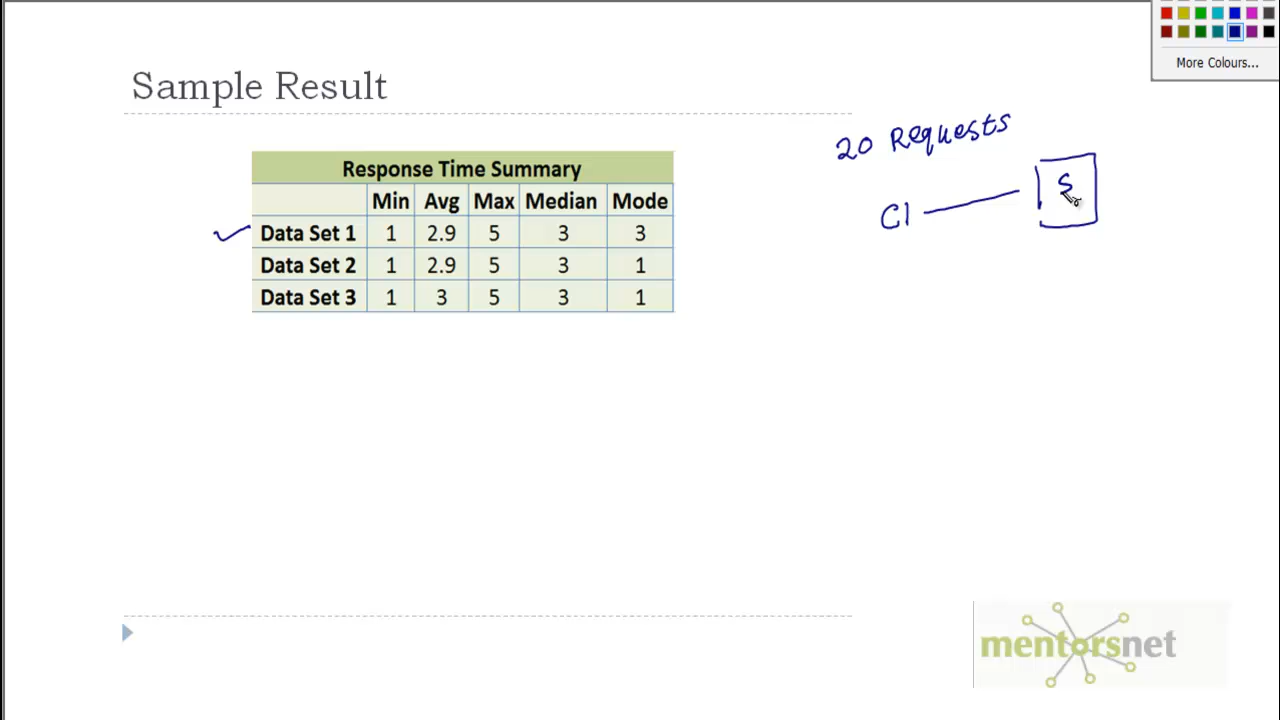 More Colours...
Sample Result
20 Requests
S
Cl
Response Time Summary
Min Avg Max Median Mode
Data Set 1 1 2.9 5 3 3
Data Set 2 1 2.9 5 3 1
Data Set 3 1 3 5 3 1
mentorsnet